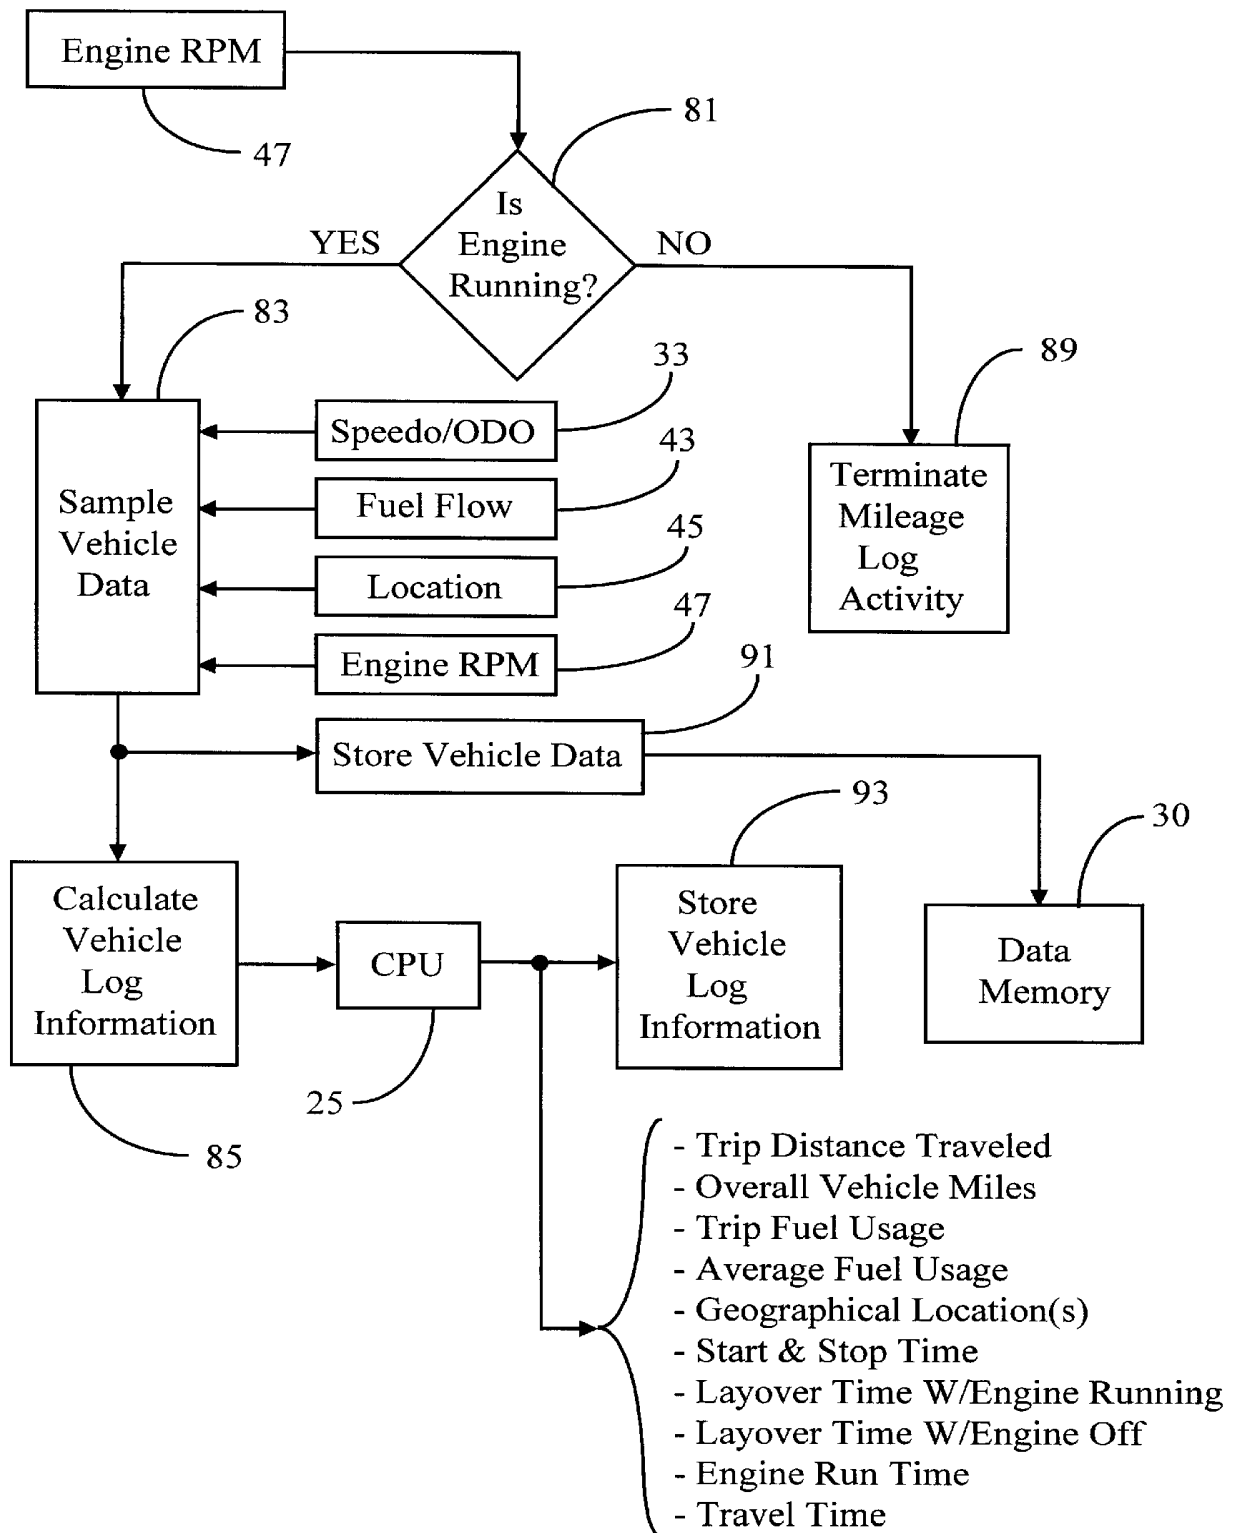 Engine RPM
47
81
Is
Engine
Running?
YES
NO
83
89
Terminate
Mileage
Log
Activity
Sample
Vehicle
Data
33
Speedo/ODO
43
Fuel Flow
45
Location
47
Engine RPM
91
Store Vehicle Data
93
30
Calculate
Vehicle
Log
Information
85
CPU
25
Store
Vehicle
Log
Information
Data
Memory
- Trip Distance Traveled
- Overall Vehicle Miles
- Trip Fuel Usage
- Average Fuel Usage
- Geographical Location(s)
- Start & Stop Time
- Layover Time W/Engine Running
- Layover Time W/Engine Off
- Engine Run Time
- Travel Time